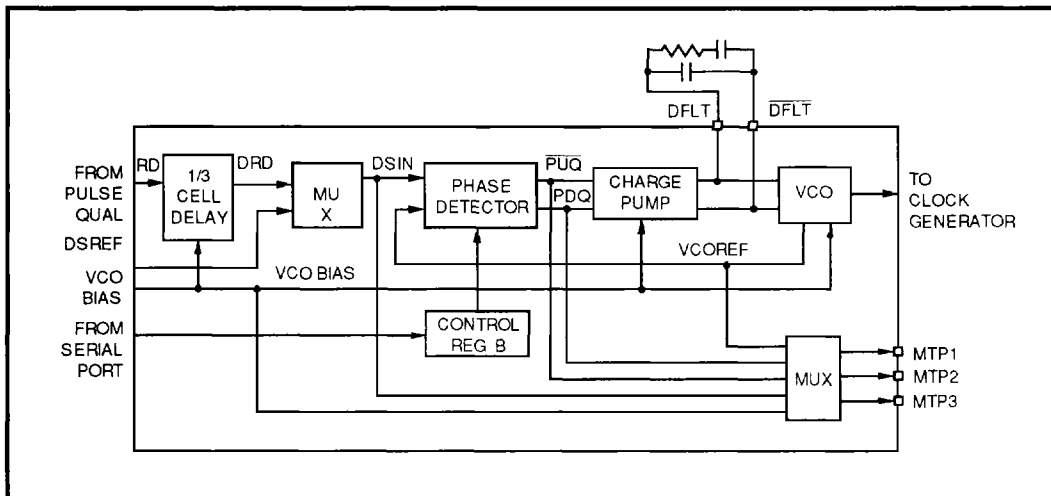 DFLT
DFLT
RD
DRD
DSIN
PUQ
PDQ
FROM
PULSE
QUAL
1/3
CELL
DELAY
MU
X
PHASE
DETECTOR
CHARGE
PUMP
VCO
TO
CLOCK
GENERATOR
DSREF
VCO
BIAS
VCO BIAS
VCOREF
FROM
SERIAL
PORT
CONTROL
REG B
MUX
MTP1
MTP2
MTP3